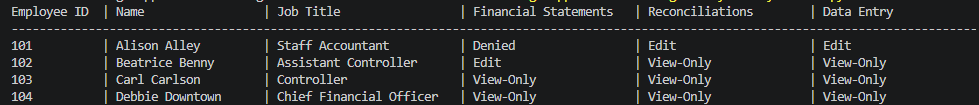 Employee ID | Name | Job Title | Financial Statements | Reconciliations | Data Entry
--------------------------------------------------------------------------------
101 | Alison Alley | Staff Accountant | Denied | Edit | Edit
102 | Beatrice Benny | Assistant Controller | Edit | View-Only | View-Only
103 | Carl Carlson | Controller | View-Only | View-Only | View-Only
104 | Debbie Downtown | Chief Financial Officer | View-Only | View-Only | View-Only